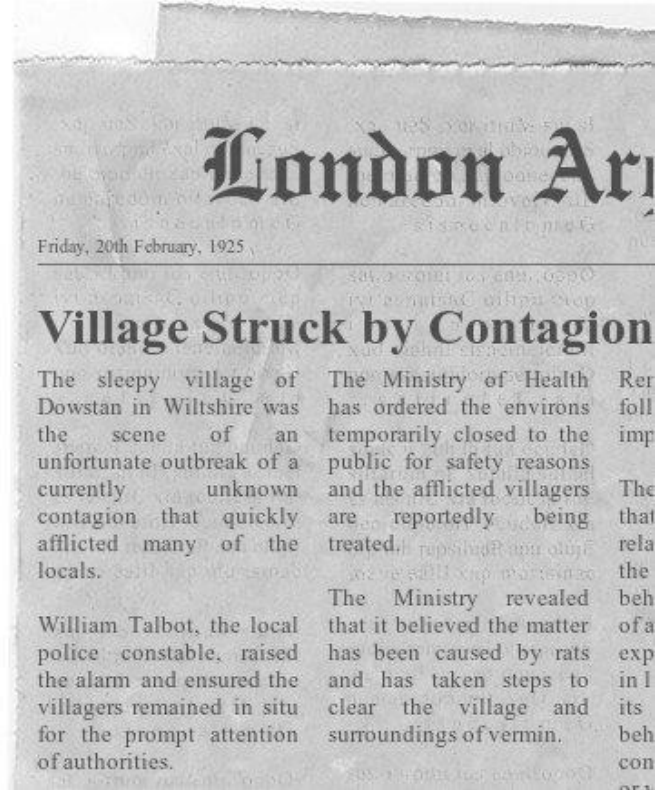 London Ar
Friday, 20th February, 1925
Village Struck by Contagion
The sleepy village of
Dowstan in Wiltshire was
the scene of an
unfortunate outbreak of a
currently unknown
contagion that quickly
afflicted many of the
locals.
William Talbot, the local
police constable, raised
the alarm and ensured the
villagers remained in situ
for the prompt attention
of authorities.
The Ministry of Health
has ordered the environs
temporarily closed to the
public for safety reasons
and the afflicted villagers
are reportedly being
treated.
The Ministry revealed
that it believed the matter
has been caused by rats
and has taken steps to
clear the village and
surroundings of vermin.
Rer
foll
imp
The
that
rela
the
beh
of a
exp
in l
its
beh
con